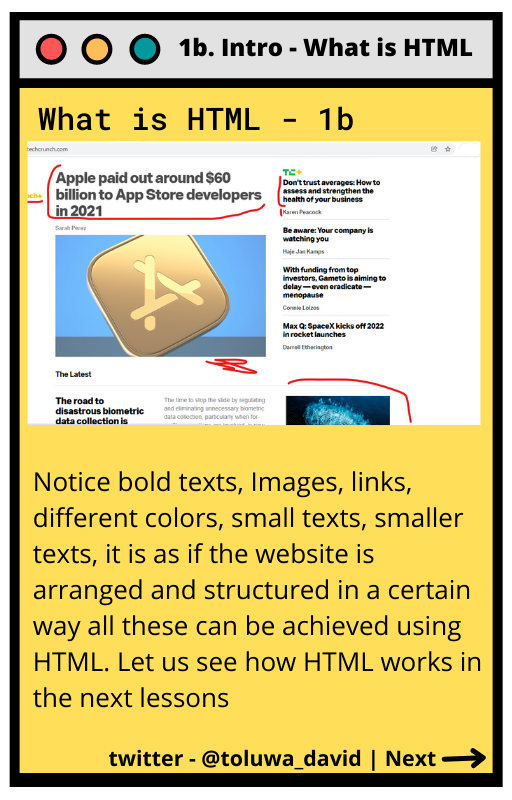 1b. Intro - What is HTML
What is HTML - 1b
techcrunch.com
Apple paid out around $60
billion to App Store developers
in 2021
Sarah Perez
The Latest
The road to
disastrous biometric
data collection is
The time to stop the slide by regulating
and eliminating unnecessary biometric
data collection, particularly when for-
TC+
Don't trust averages: How to
assess and strengthen the
health of your business
Karen Peacock
Be aware: Your company is
watching you
Haje Jan Kamps
With funding from top
investors, Gameto is aiming to
delay — even eradicate —
menopause
Connie Loizos
Max Q: SpaceX kicks off 2022
in rocket launches
Darrell Etherington
Notice bold texts, Images, links,
different colors, small texts, smaller
texts, it is as if the website is
arranged and structured in a certain
way all these can be achieved using
HTML. Let us see how HTML works in
the next lessons
twitter - @toluwa_david | Next